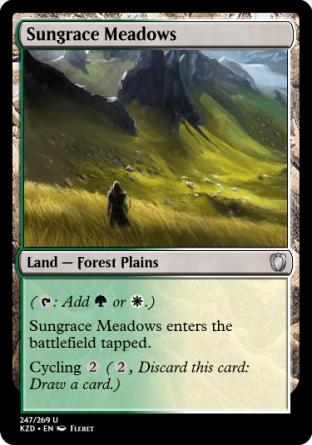 Sungrace Meadows
Land — Forest Plains
( : Add or .)
Sungrace Meadows enters the
battlefield tapped.
Cycling 2 ( 2 , Discard this card:
Draw a card.)
247/269 U
KZD • EN Fleret